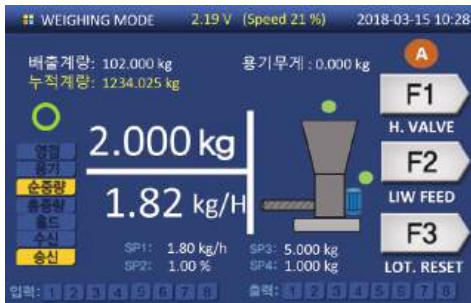 WEIGHING MODE 2.19 V (Speed 21 %) 2018-03-15 10:28
배출계량: 102.000 kg 용기무게 : 0.000 kg
누적계량: 1234.025 kg
A
F1
H. VALVE
2.000 kg
영점
용기
F2
순중량
총중량
LIW FEED
1.82 kg/H
홀드
수신
F3
송신
SP1: 1.80 kg/h SP3: 5.000 kg
SP2: 1.00 % SP4: 1.000 kg
LOT. RESET
입력: 1 2 3 4 5 6 7 8 출력: 1 2 3 4 5 6 7 8